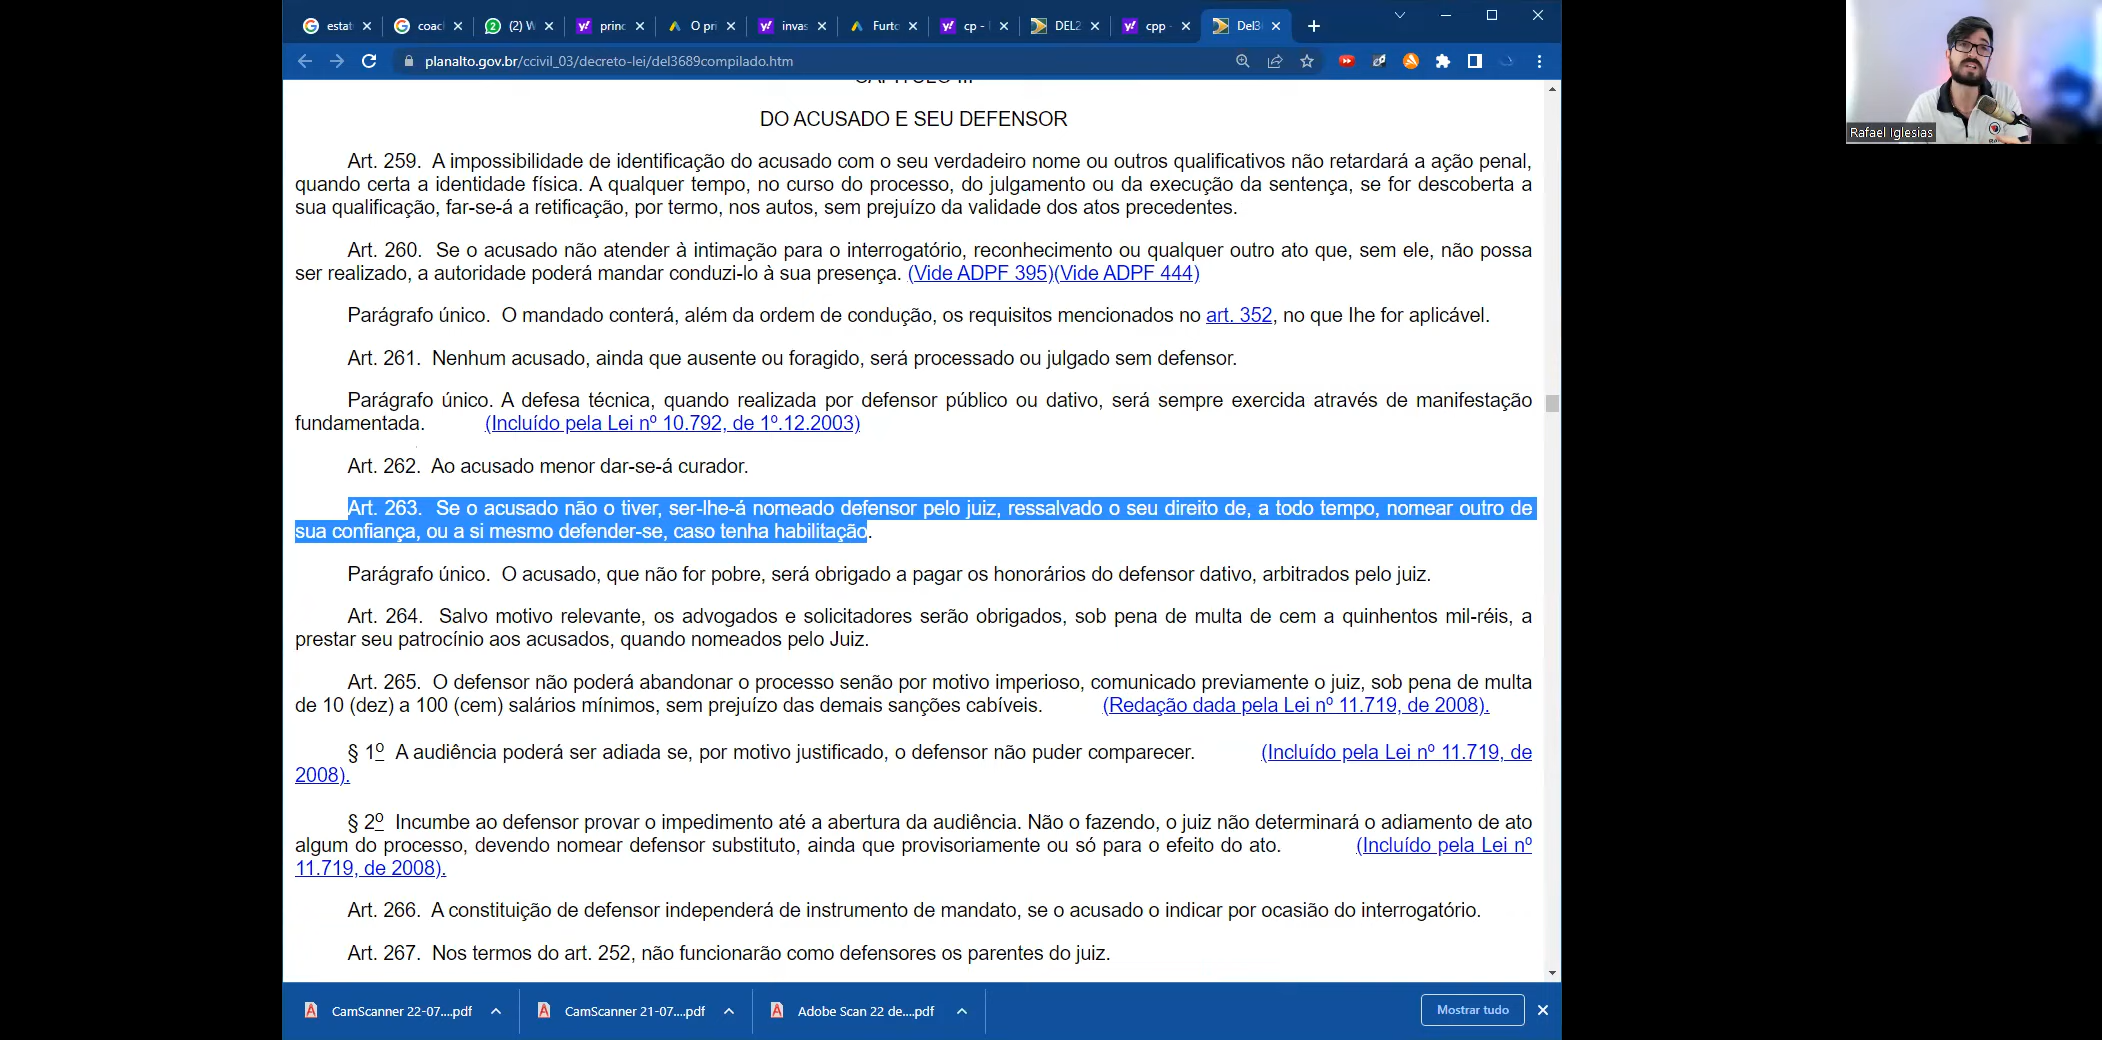 estat
coac
(2) W
princ
O pri
invas
Furto
cp -
DEL2
cpp -
Del3
planalto.gov.br/ccivil_03/decreto-lei/del3689compilado.htm
Rafael Iglesias
CAPÍTULO III
DO ACUSADO E SEU DEFENSOR
Art. 259. A impossibilidade de identificação do acusado com o seu verdadeiro nome ou outros qualificativos não retardará a ação penal,
quando certa a identidade física. A qualquer tempo, no curso do processo, do julgamento ou da execução da sentença, se for descoberta a
sua qualificação, far-se-á a retificação, por termo, nos autos, sem prejuízo da validade dos atos precedentes.
Art. 260. Se o acusado não atender à intimação para o interrogatório, reconhecimento ou qualquer outro ato que, sem ele, não possa
ser realizado, a autoridade poderá mandar conduzi-lo à sua presença. (Vide ADPF 395)(Vide ADPF 444)
Parágrafo único. O mandado conterá, além da ordem de condução, os requisitos mencionados no art. 352, no que lhe for aplicável.
Art. 261. Nenhum acusado, ainda que ausente ou foragido, será processado ou julgado sem defensor.
Parágrafo único. A defesa técnica, quando realizada por defensor público ou dativo, será sempre exercida através de manifestação
fundamentada. (Incluído pela Lei nº 10.792, de 1º.12.2003)
Art. 262. Ao acusado menor dar-se-á curador.
Art. 263. Se o acusado não o tiver, ser-lhe-á nomeado defensor pelo juiz, ressalvado o seu direito de, a todo tempo, nomear outro de
sua confiança, ou a si mesmo defender-se, caso tenha habilitação.
Parágrafo único. O acusado, que não for pobre, será obrigado a pagar os honorários do defensor dativo, arbitrados pelo juiz.
Art. 264. Salvo motivo relevante, os advogados e solicitadores serão obrigados, sob pena de multa de cem a quinhentos mil-réis, a
prestar seu patrocínio aos acusados, quando nomeados pelo Juiz.
Art. 265. O defensor não poderá abandonar o processo senão por motivo imperioso, comunicado previamente o juiz, sob pena de multa
de 10 (dez) a 100 (cem) salários mínimos, sem prejuízo das demais sanções cabíveis. (Redação dada pela Lei nº 11.719, de 2008).
§ 1º A audiência poderá ser adiada se, por motivo justificado, o defensor não puder comparecer. (Incluído pela Lei nº 11.719, de
2008).
§ 2º Incumbe ao defensor provar o impedimento até a abertura da audiência. Não o fazendo, o juiz não determinará o adiamento de ato
algum do processo, devendo nomear defensor substituto, ainda que provisoriamente ou só para o efeito do ato. (Incluído pela Lei nº
11.719, de 2008).
Art. 266. A constituição de defensor independerá de instrumento de mandato, se o acusado o indicar por ocasião do interrogatório.
Art. 267. Nos termos do art. 252, não funcionarão como defensores os parentes do juiz.
CamScanner 22-07....pdf
CamScanner 21-07....pdf
Adobe Scan 22 de....pdf
Mostrar tudo